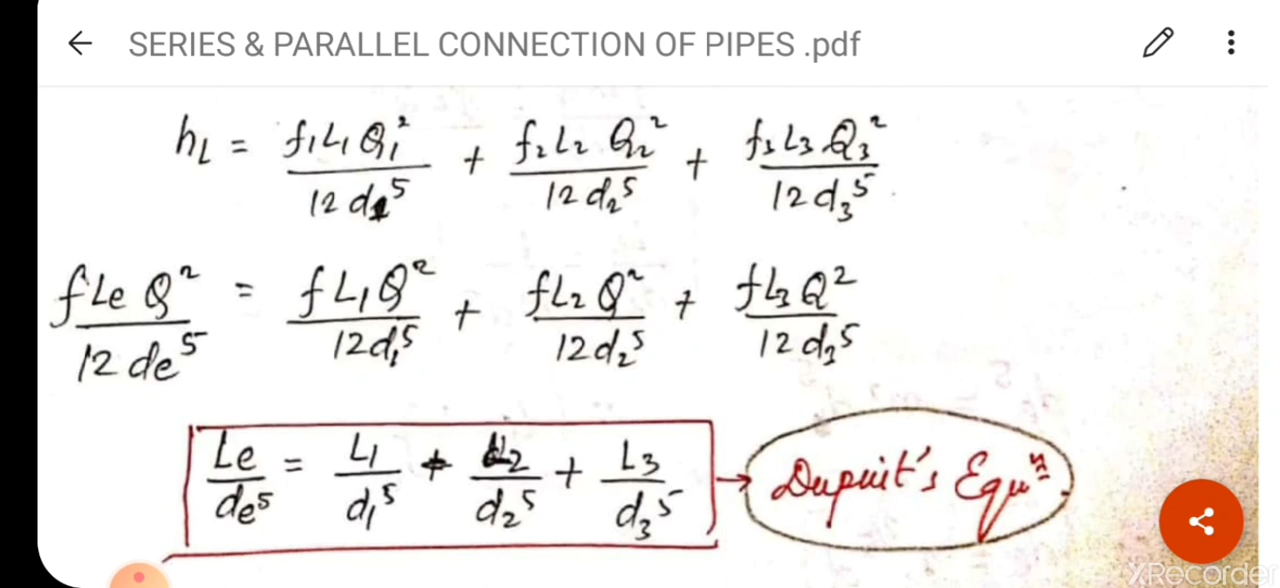 ← SERIES & PARALLEL CONNECTION OF PIPES .pdf
hL = f₁L₁Q₁²/12d₁⁵ + f₂L₂Q₂²/12d₂⁵ + f₃L₃Q₃²/12d₃⁵
fLeQ²/12de⁵ = fL₁Q²/12d₁⁵ + fL₂Q²/12d₂⁵ + fL₃Q²/12d₃⁵
Le/de⁵ = L₁/d₁⁵ + L₂/d₂⁵ + L₃/d₃⁵ → Dupuit's Equⁿ
XRecorder